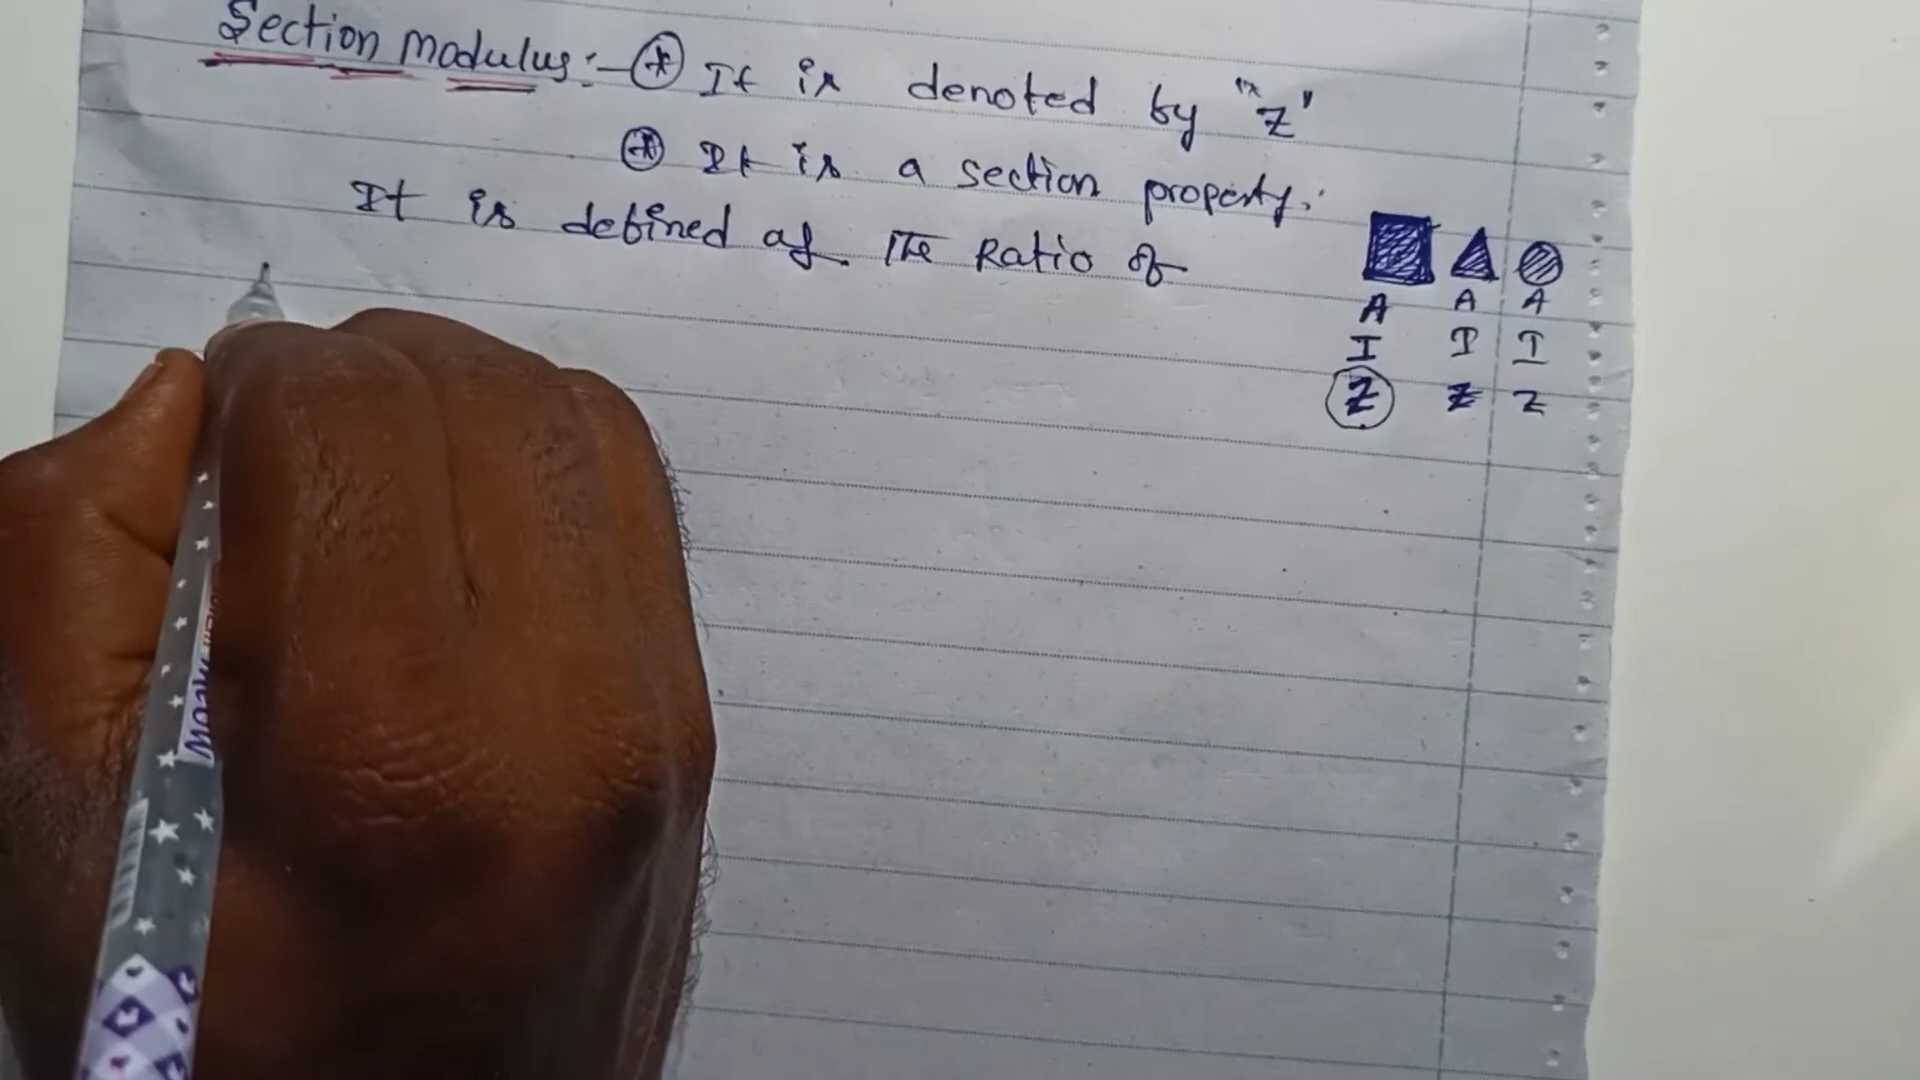 Section modulus :- * It is denoted by "Z"
* It is a section property.
It is defined as The Ratio of
A A A
I I I
Z Z Z